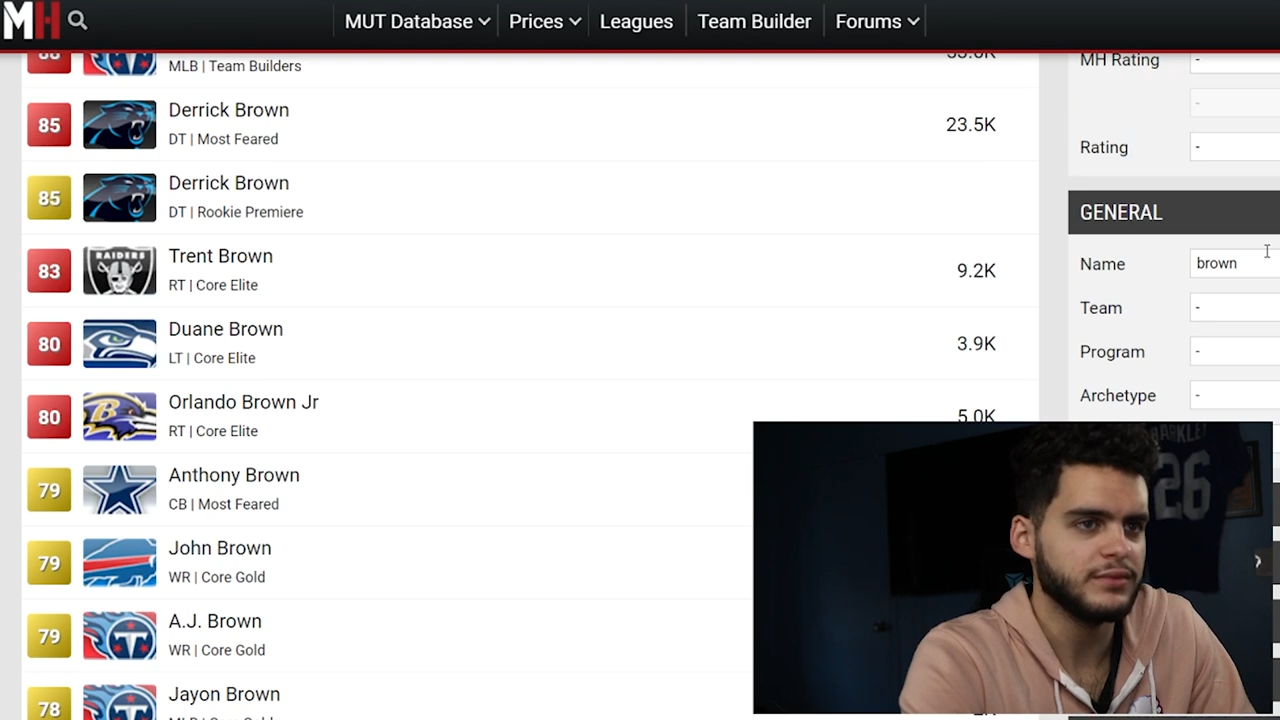 MH MUT Database Prices Leagues Team Builder Forums
MLB | Team Builders
MH Rating -
-
85 Derrick Brown 23.5K
DT | Most Feared
Rating -
85 Derrick Brown
DT | Rookie Premiere
GENERAL
83 Trent Brown 9.2K
RAIDERS
RT | Core Elite
Name brown
Team -
80 Duane Brown 3.9K
LT | Core Elite
Program -
Archetype -
80 Orlando Brown Jr 5.0K
B
RT | Core Elite
79 Anthony Brown
CB | Most Feared
79 John Brown
WR | Core Gold
79 A.J. Brown
T
WR | Core Gold
78 Jayon Brown
BARKLEY
26